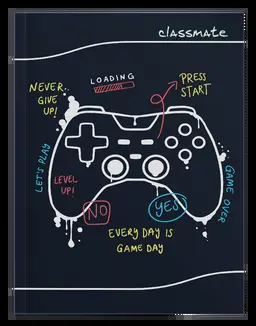 classmate
LOADING
PRESS
START
NEVER
GIVE
UP!
LET'S PLAY
LEVEL
UP!
GAME OVER
NO
YES
EVERY DAY IS
GAME DAY